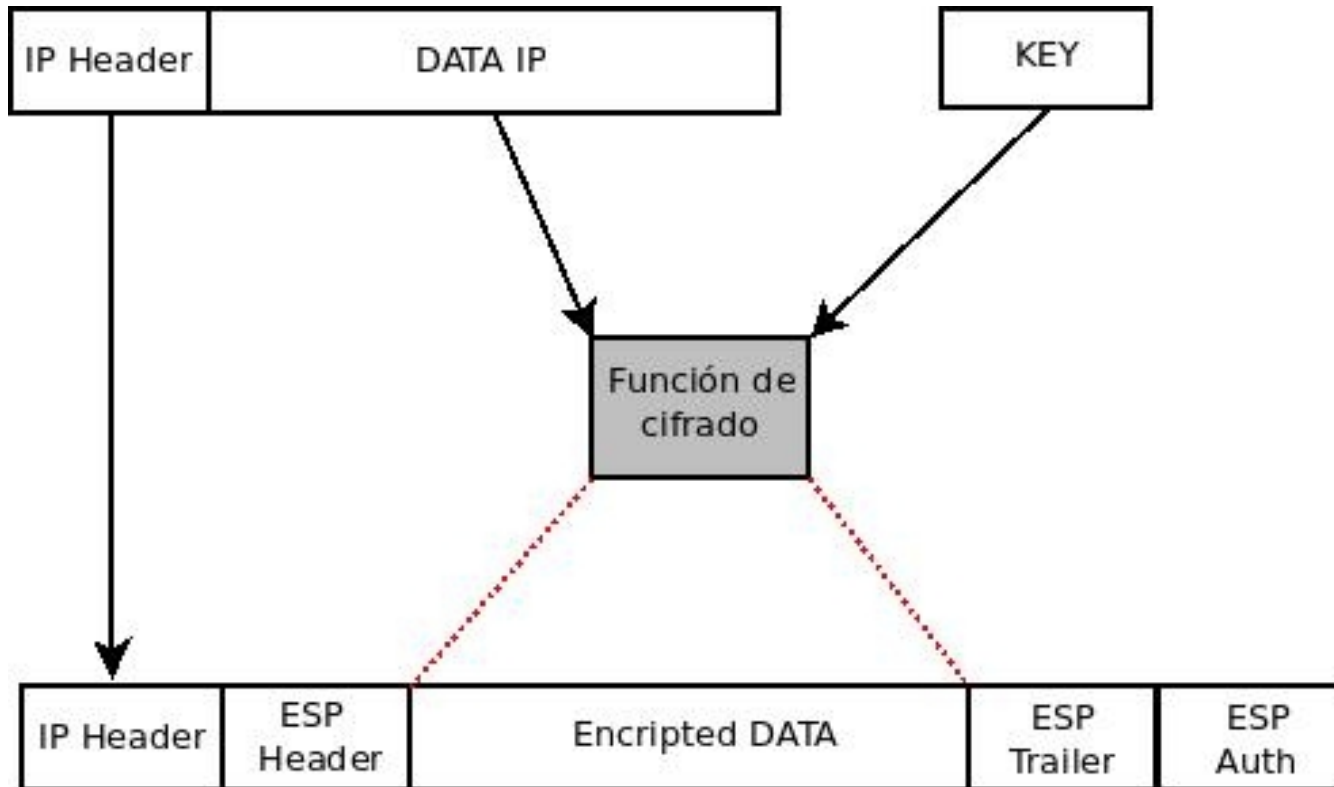 IP Header
DATA IP
KEY
Función de
cifrado
IP Header
ESP
Header
Encripted DATA
ESP
Trailer
ESP
Auth